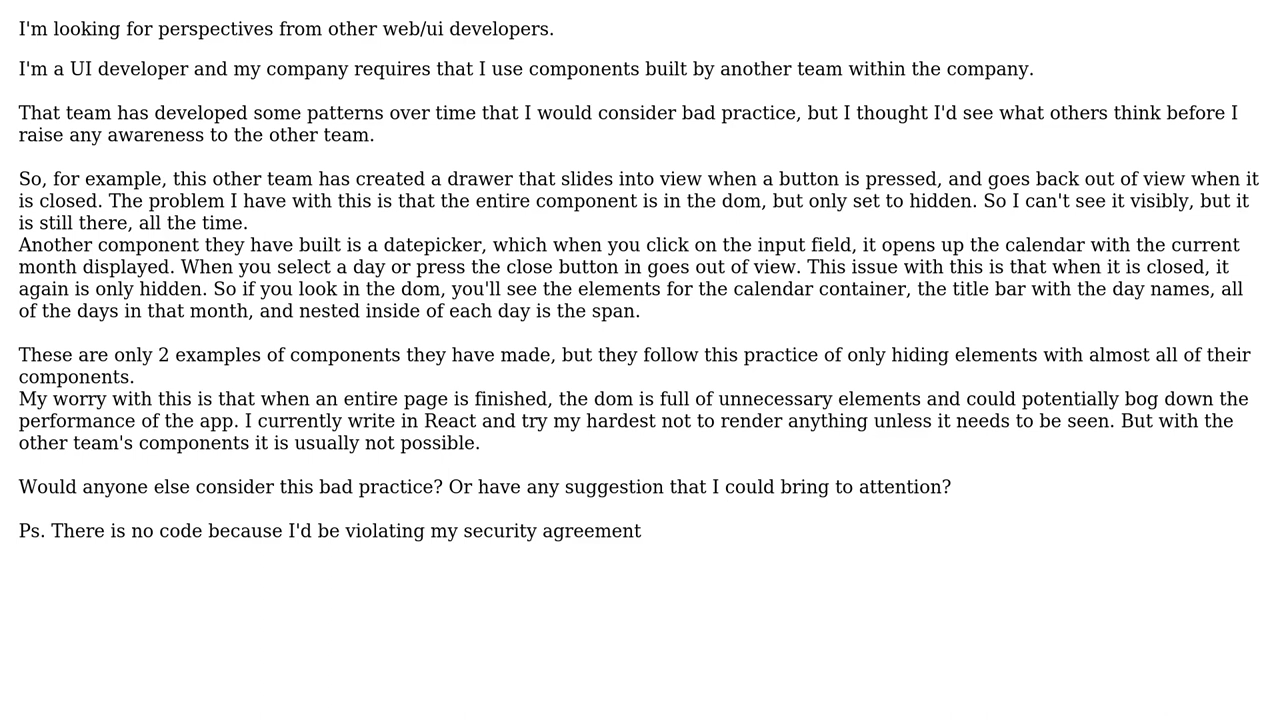 I'm looking for perspectives from other web/ui developers.
I'm a UI developer and my company requires that I use components built by another team within the company.
That team has developed some patterns over time that I would consider bad practice, but I thought I'd see what others think before I
raise any awareness to the other team.
So, for example, this other team has created a drawer that slides into view when a button is pressed, and goes back out of view when it
is closed. The problem I have with this is that the entire component is in the dom, but only set to hidden. So I can't see it visibly, but it
is still there, all the time.
Another component they have built is a datepicker, which when you click on the input field, it opens up the calendar with the current
month displayed. When you select a day or press the close button in goes out of view. This issue with this is that when it is closed, it
again is only hidden. So if you look in the dom, you'll see the elements for the calendar container, the title bar with the day names, all
of the days in that month, and nested inside of each day is the span.
These are only 2 examples of components they have made, but they follow this practice of only hiding elements with almost all of their
components.
My worry with this is that when an entire page is finished, the dom is full of unnecessary elements and could potentially bog down the
performance of the app. I currently write in React and try my hardest not to render anything unless it needs to be seen. But with the
other team's components it is usually not possible.
Would anyone else consider this bad practice? Or have any suggestion that I could bring to attention?
Ps. There is no code because I'd be violating my security agreement